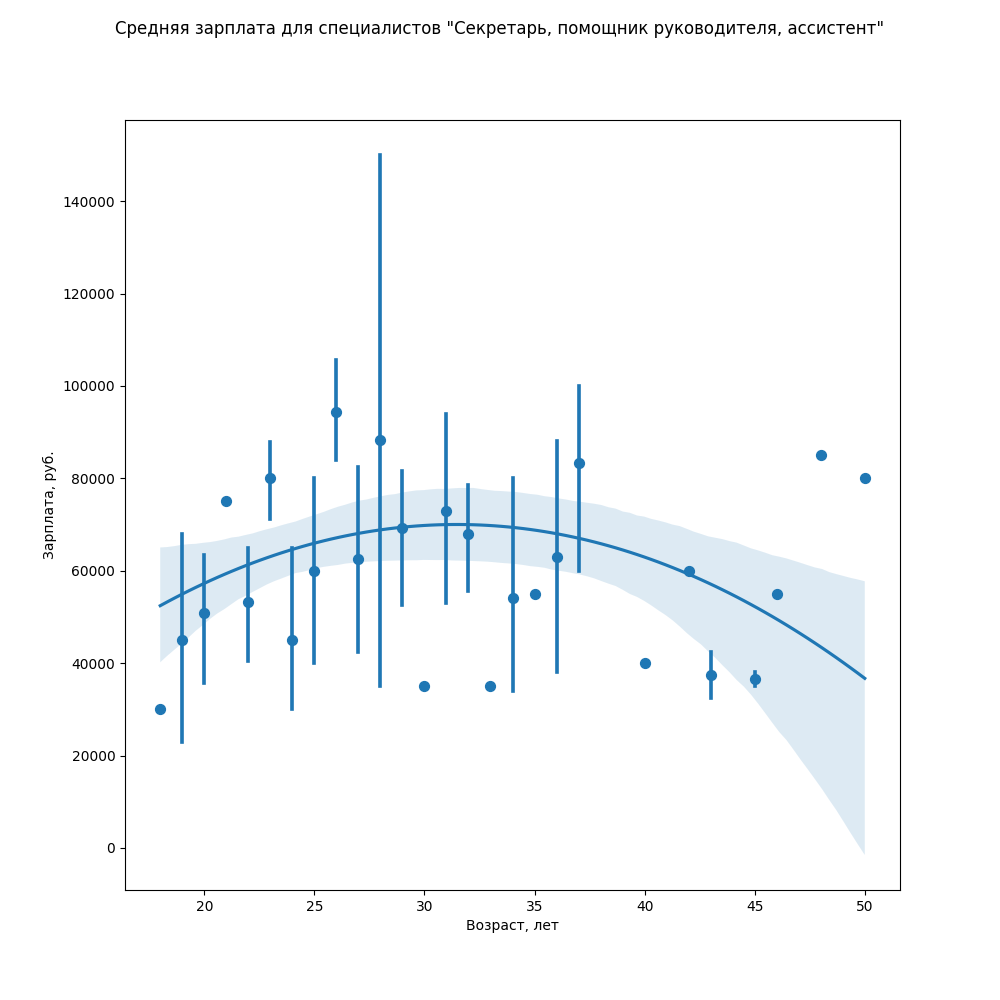 Средняя зарплата для специалистов "Секретарь, помощник руководителя, ассистент"
140000
120000
100000
80000
60000
40000
20000
0
Зарплата, руб.
20 25 30 35 40 45 50
Возраст, лет